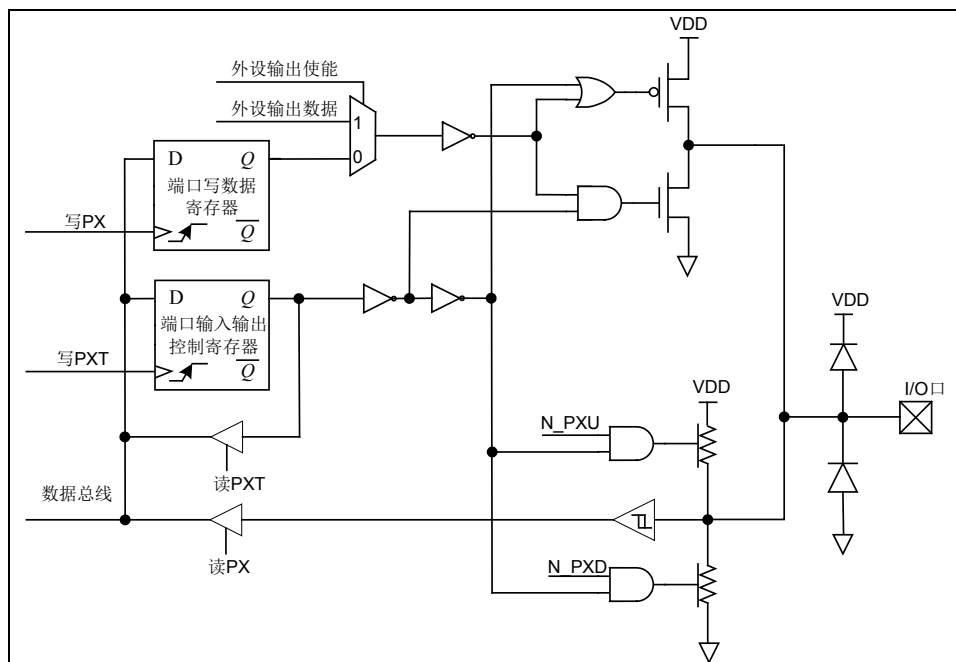 VDD
外设输出使能
外设输出数据
1
0
D Q
端口写数据
寄存器
Q
写PX
D Q
端口输入输出
控制寄存器
Q
写PXT
VDD
I/O口
VDD
N_PXU
读PXT
数据总线
读PX
N_PXD